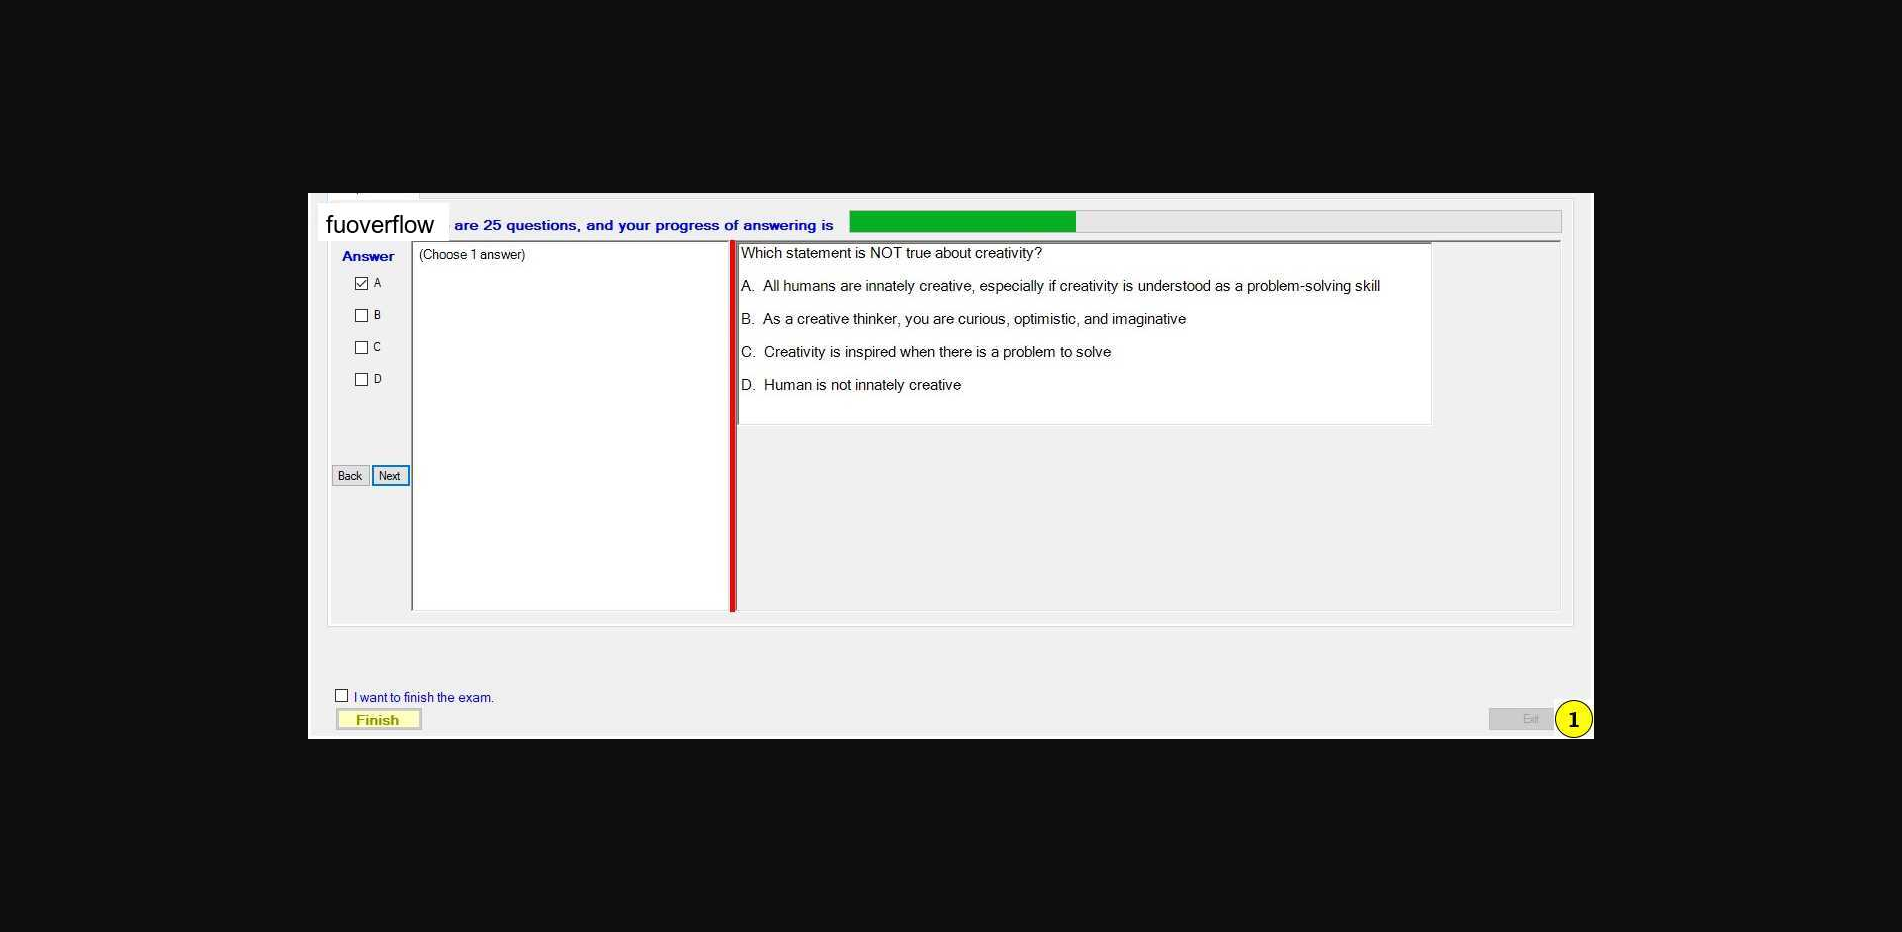 fuoverflow are 25 questions, and your progress of answering is
Answer
A
B
C
D
Back Next
(Choose 1 answer)
Which statement is NOT true about creativity?
A. All humans are innately creative, especially if creativity is understood as a problem-solving skill
B. As a creative thinker, you are curious, optimistic, and imaginative
C. Creativity is inspired when there is a problem to solve
D. Human is not innately creative
I want to finish the exam.
Finish
Exit
1